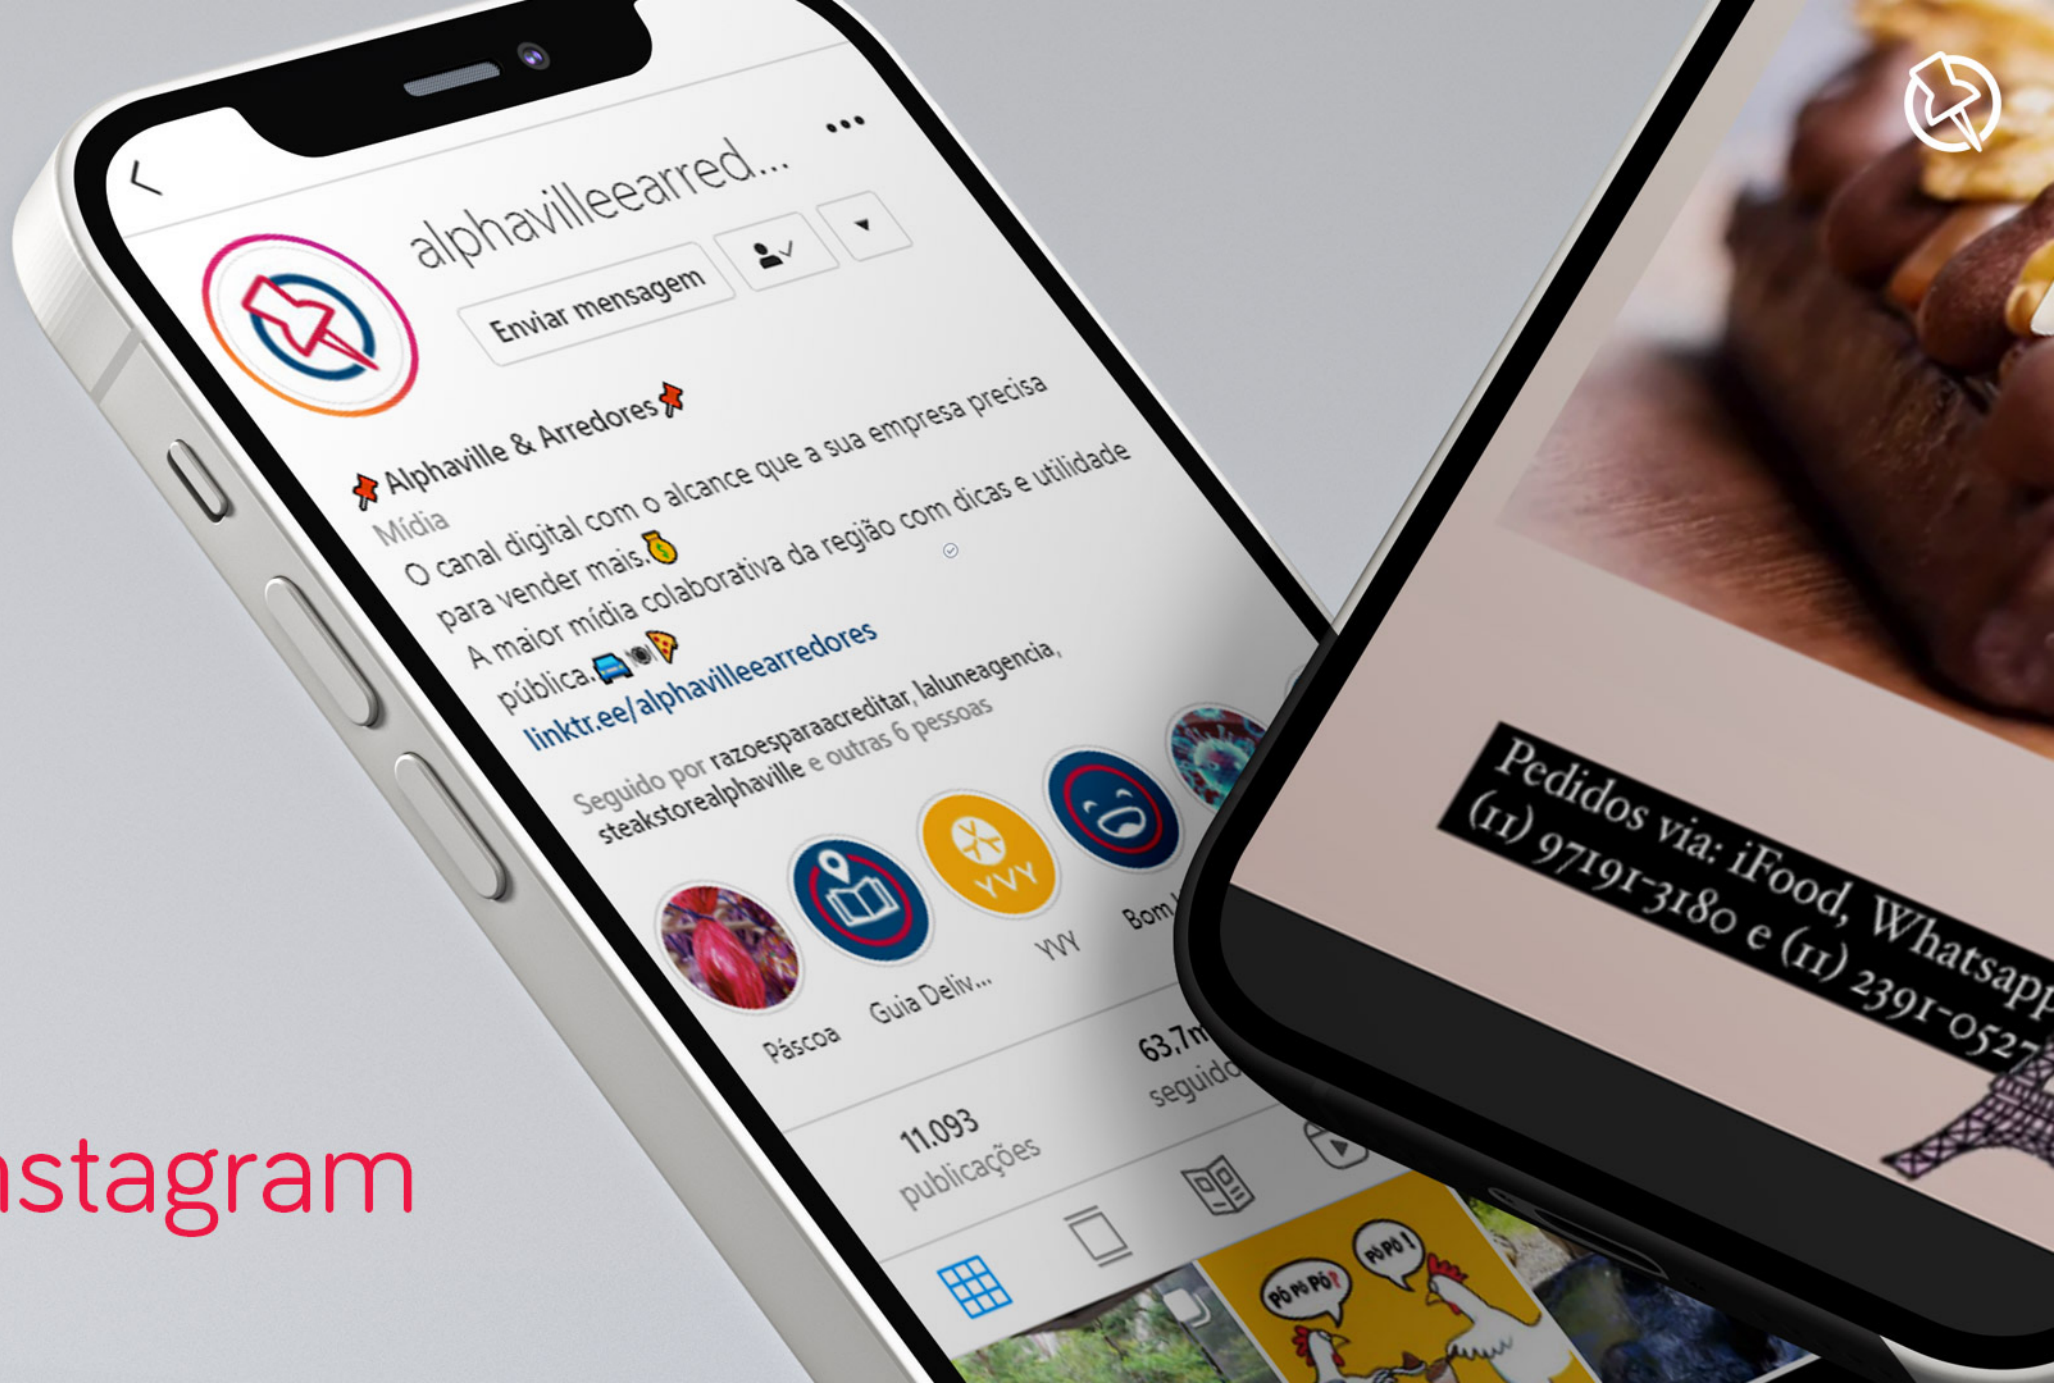 alphavilleearred...
Enviar mensagem
Alphaville & Arredores
Mídia
O canal digital com o alcance que a sua empresa precisa
para vender mais.
A maior mídia colaborativa da região com dicas e utilidade
pública.
linktr.ee/alphavilleearredores
Seguido por razoesparaacreditar, laluneagencia,
steakstorealphaville e outras 6 pessoas
YVY
Páscoa
Guia Deliv...
YVY
Bom
11.093
publicações
63,7m
seguido
PÓ PÓ PÓ?
PÓ PÔ !
Pedidos via: iFood, Whatsapp
(11) 97191-3180 e (11) 2391-0527
nstagram